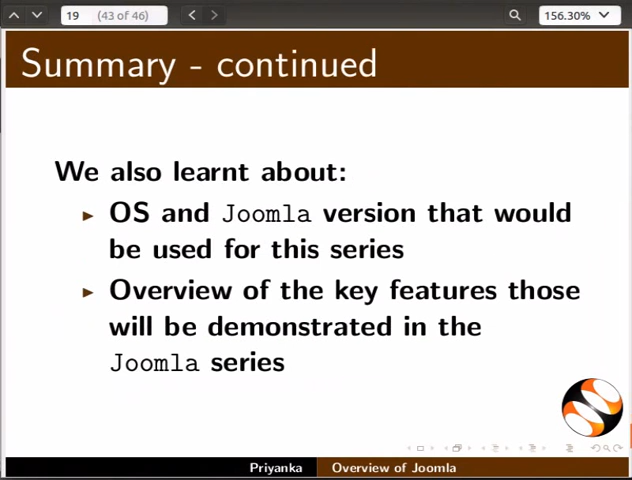 19 (43 of 46) 156.30%
Summary - continued
We also learnt about:
OS and Joomla version that would
be used for this series
Overview of the key features those
will be demonstrated in the
Joomla series
Priyanka Overview of Joomla